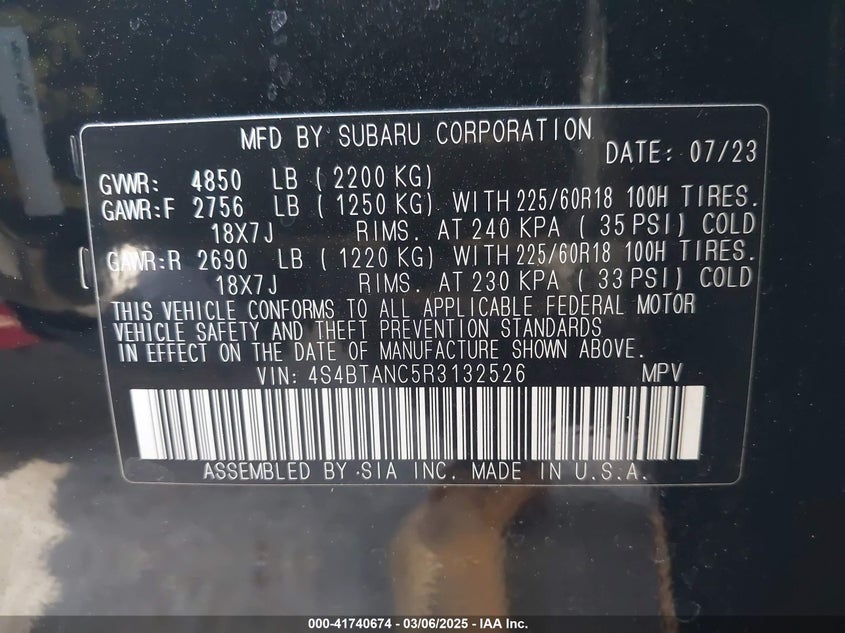 MFD BY SUBARU CORPORATION
DATE: 07/23
GVWR: 4850 LB ( 2200 KG)
GAWR:F 2756 LB ( 1250 KG) WITH 225/60R18 100H TIRES.
18X7J RIMS. AT 240 KPA ( 35 PSI) COLD
GAWR:R 2690 LB ( 1220 KG) WITH 225/60R18 100H TIRES.
18X7J RIMS. AT 230 KPA ( 33 PSI) COLD
THIS VEHICLE CONFORMS TO ALL APPLICABLE FEDERAL MOTOR
VEHICLE SAFETY AND THEFT PREVENTION STANDARDS
IN EFFECT ON THE DATE OF MANUFACTURE SHOWN ABOVE.
VIN: 4S4BTANC5R3132526 MPV
ASSEMBLED BY SIA INC. MADE IN U.S.A.
000-41740674 - 03/06/2025 - IAA Inc.